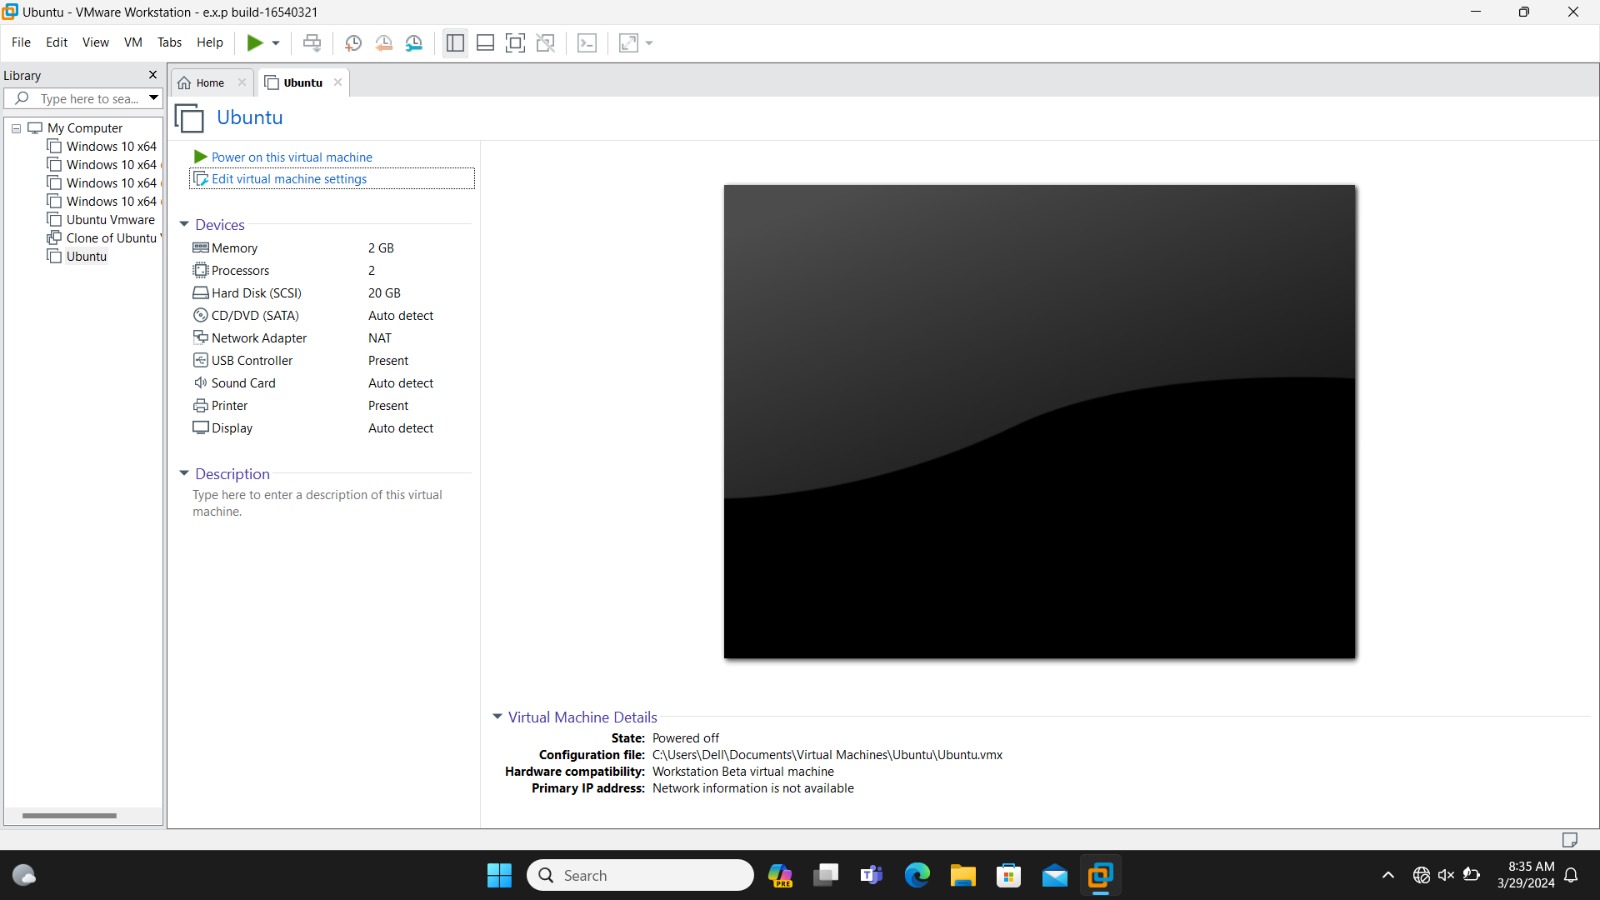 Ubuntu - VMware Workstation - e.x.p build-16540321
File Edit View VM Tabs Help
Library
Type here to sea...
My Computer
Windows 10 x64
Windows 10 x64
Windows 10 x64
Windows 10 x64
Ubuntu Vmware
Clone of Ubuntu
Ubuntu
Home
Ubuntu
Ubuntu
Power on this virtual machine
Edit virtual machine settings
Devices
Memory 2 GB
Processors 2
Hard Disk (SCSI) 20 GB
CD/DVD (SATA) Auto detect
Network Adapter NAT
USB Controller Present
Sound Card Auto detect
Printer Present
Display Auto detect
Description
Type here to enter a description of this virtual
machine.
Virtual Machine Details
State: Powered off
Configuration file: C:\Users\Dell\Documents\Virtual Machines\Ubuntu\Ubuntu.vmx
Hardware compatibility: Workstation Beta virtual machine
Primary IP address: Network information is not available
Search
PRE
8:35 AM
3/29/2024